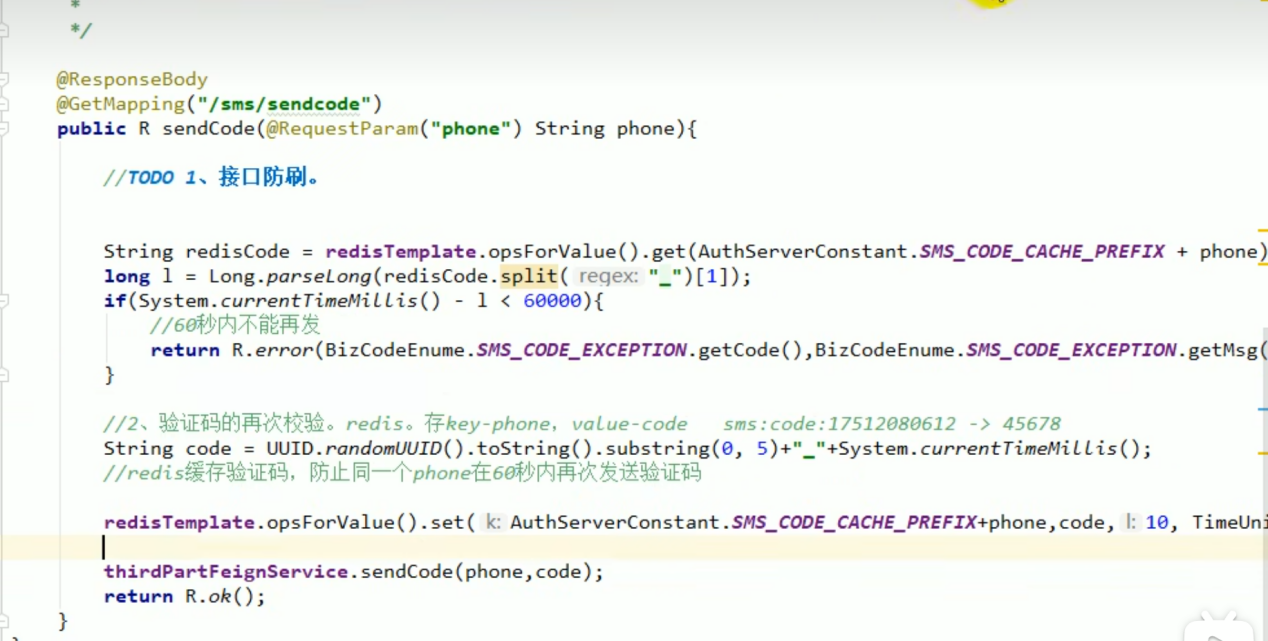 *
*/
@ResponseBody
@GetMapping("/sms/sendcode")
public R sendCode(@RequestParam("phone") String phone){
//TODO 1、接口防刷。
String redisCode = redisTemplate.opsForValue().get(AuthServerConstant.SMS_CODE_CACHE_PREFIX + phone)
long l = Long.parseLong(redisCode.split( regex: "_")[1]);
if(System.currentTimeMillis() - l < 60000){
//60秒内不能再发
return R.error(BizCodeEnume.SMS_CODE_EXCEPTION.getCode(),BizCodeEnume.SMS_CODE_EXCEPTION.getMsg(
}
//2、验证码的再次校验。redis。存key-phone，value-code sms:code:17512080612 -> 45678
String code = UUID.randomUUID().toString().substring(0, 5)+"_"+System.currentTimeMillis();
//redis缓存验证码，防止同一个phone在60秒内再次发送验证码
redisTemplate.opsForValue().set( k: AuthServerConstant.SMS_CODE_CACHE_PREFIX+phone,code, l: 10, TimeUni
thirdPartFeignService.sendCode(phone,code);
return R.ok();
}